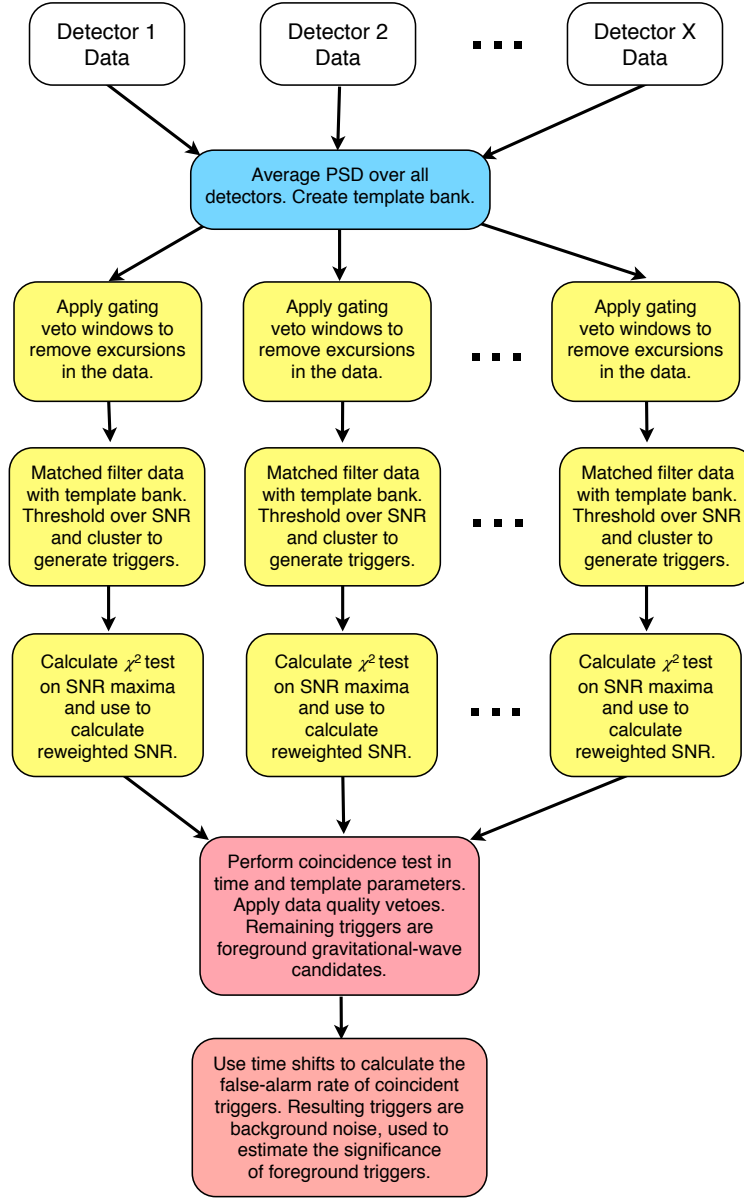 Detector 1
Data
Detector 2
Data
Detector X
Data
Average PSD over all
detectors. Create template bank.
Apply gating
veto windows to
remove excursions
in the data.
Apply gating
veto windows to
remove excursions
in the data.
Apply gating
veto windows to
remove excursions
in the data.
Matched filter data
with template bank.
Threshold over SNR
and cluster to
generate triggers.
Matched filter data
with template bank.
Threshold over SNR
and cluster to
generate triggers.
Matched filter data
with template bank.
Threshold over SNR
and cluster to
generate triggers.
Calculate χ² test
on SNR maxima
and use to
calculate
reweighted SNR.
Calculate χ² test
on SNR maxima
and use to
calculate
reweighted SNR.
Calculate χ² test
on SNR maxima
and use to
calculate
reweighted SNR.
Perform coincidence test in
time and template parameters.
Apply data quality vetoes.
Remaining triggers are
foreground gravitational-wave
candidates.
Use time shifts to calculate the
false-alarm rate of coincident
triggers. Resulting triggers are
background noise, used to
estimate the significance
of foreground triggers.